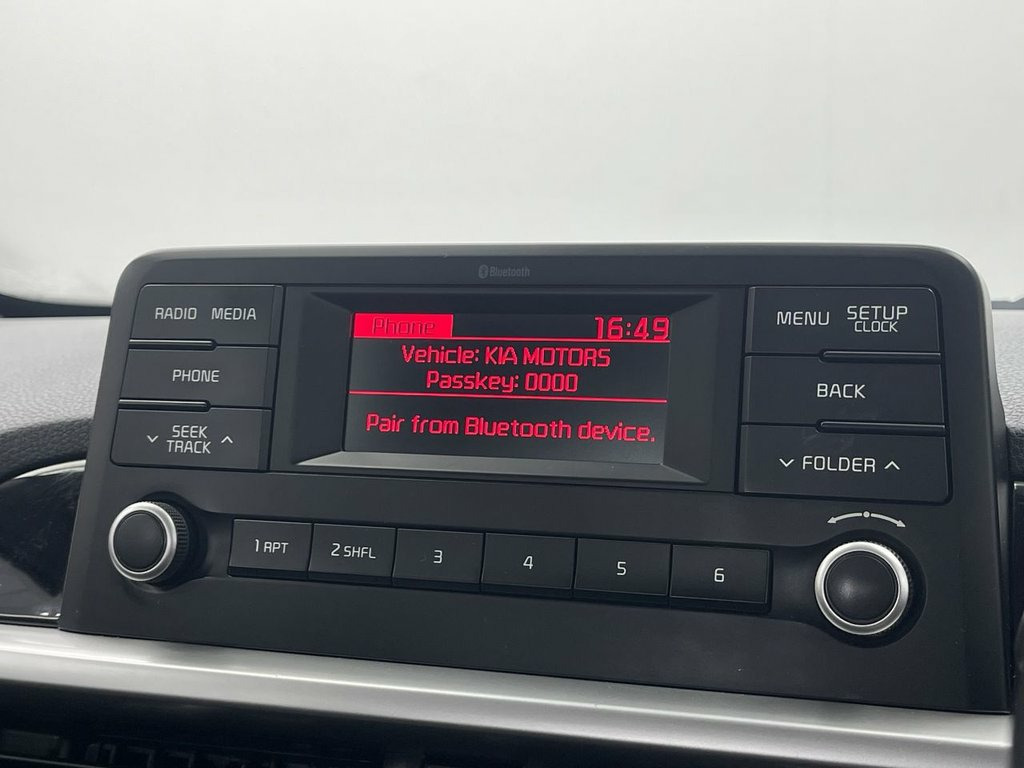 Bluetooth
RADIO MEDIA
PHONE
SEEK
TRACK
Phone 16:49
Vehicle: KIA MOTORS
Passkey: 0000
Pair from Bluetooth device.
MENU SETUP
CLOCK
BACK
FOLDER
1 RPT
2 SHFL
3
4
5
6